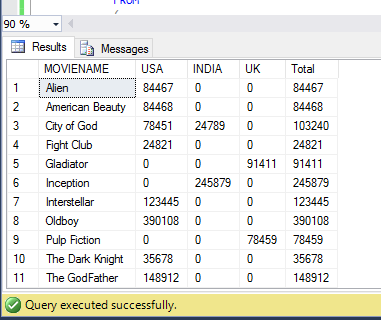 FROM
90 %
Results Messages
MOVIENAME USA INDIA UK Total
1 Alien 84467 0 0 84467
2 American Beauty 84468 0 0 84468
3 City of God 78451 24789 0 103240
4 Fight Club 24821 0 0 24821
5 Gladiator 0 0 91411 91411
6 Inception 0 245879 0 245879
7 Interstellar 123445 0 0 123445
8 Oldboy 390108 0 0 390108
9 Pulp Fiction 0 0 78459 78459
10 The Dark Knight 35678 0 0 35678
11 The GodFather 148912 0 0 148912
Query executed successfully.